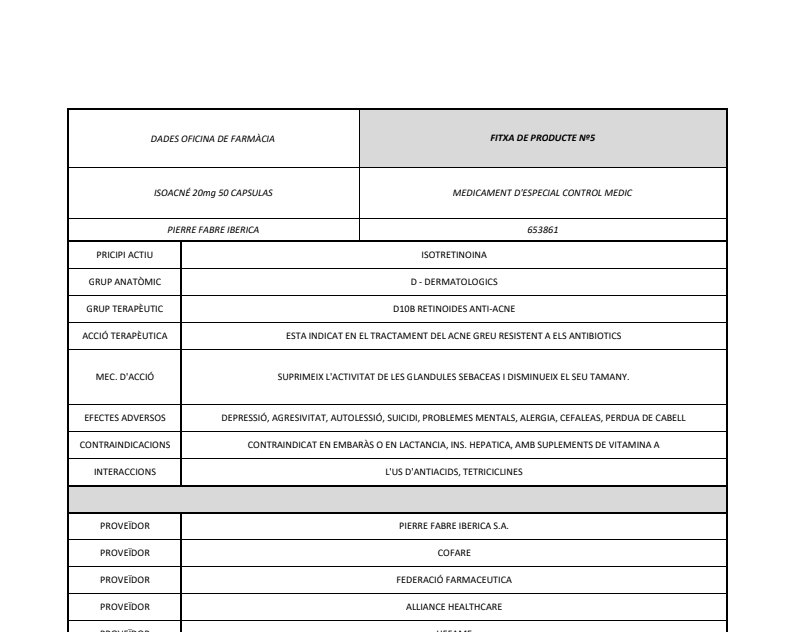 DADES OFICINA DE FARMÀCIA
FITXA DE PRODUCTE Nº5
ISOACNÉ 20mg 50 CAPSULAS
MEDICAMENT D'ESPECIAL CONTROL MEDIC
PIERRE FABRE IBERICA
653861
PRICIPI ACTIU
ISOTRETINOINA
GRUP ANATÒMIC
D - DERMATOLOGICS
GRUP TERAPÈUTIC
D10B RETINOIDES ANTI-ACNE
ACCIÓ TERAPÈUTICA
ESTA INDICAT EN EL TRACTAMENT DEL ACNE GREU RESISTENT A ELS ANTIBIOTICS
MEC. D'ACCIÓ
SUPRIMEIX L'ACTIVITAT DE LES GLANDULES SEBACEAS I DISMINUEIX EL SEU TAMANY.
EFECTES ADVERSOS
DEPRESSIÓ, AGRESIVITAT, AUTOLESSIÓ, SUICIDI, PROBLEMES MENTALS, ALERGIA, CEFALEAS, PERDUA DE CABELL
CONTRAINDICACIONS
CONTRAINDICAT EN EMBARÀS O EN LACTANCIA, INS. HEPATICA, AMB SUPLEMENTS DE VITAMINA A
INTERACCIONS
L'US D'ANTIACIDS, TETRICICLINES
PROVEÏDOR
PIERRE FABRE IBERICA S.A.
PROVEÏDOR
COFARE
PROVEÏDOR
FEDERACIÓ FARMACEUTICA
PROVEÏDOR
ALLIANCE HEALTHCARE
PROVEÏDOR